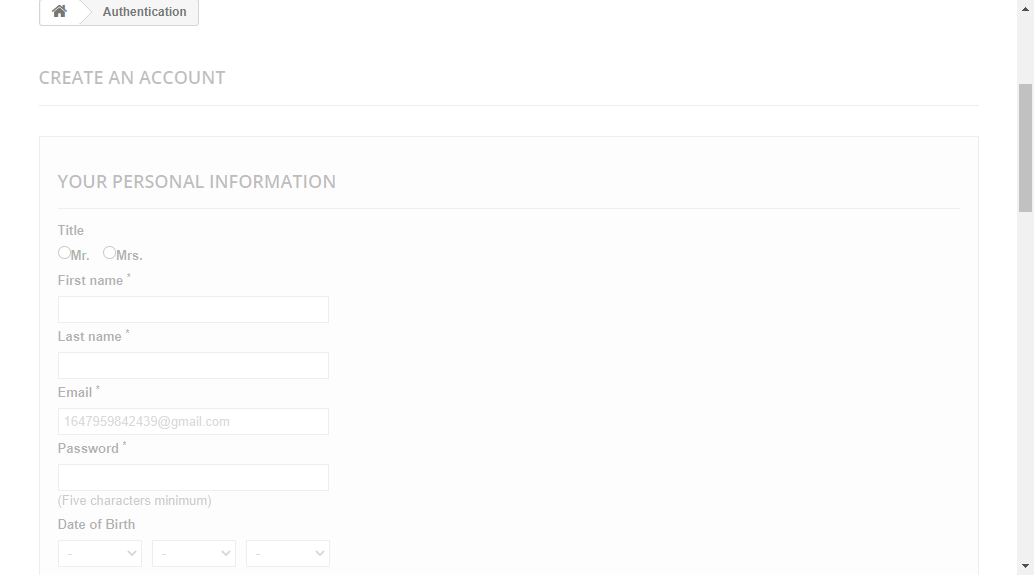 Authentication
CREATE AN ACCOUNT
YOUR PERSONAL INFORMATION
Title
Mr. Mrs.
First name *
Last name *
Email *
1647959842439@gmail.com
Password *
(Five characters minimum)
Date of Birth
- - -